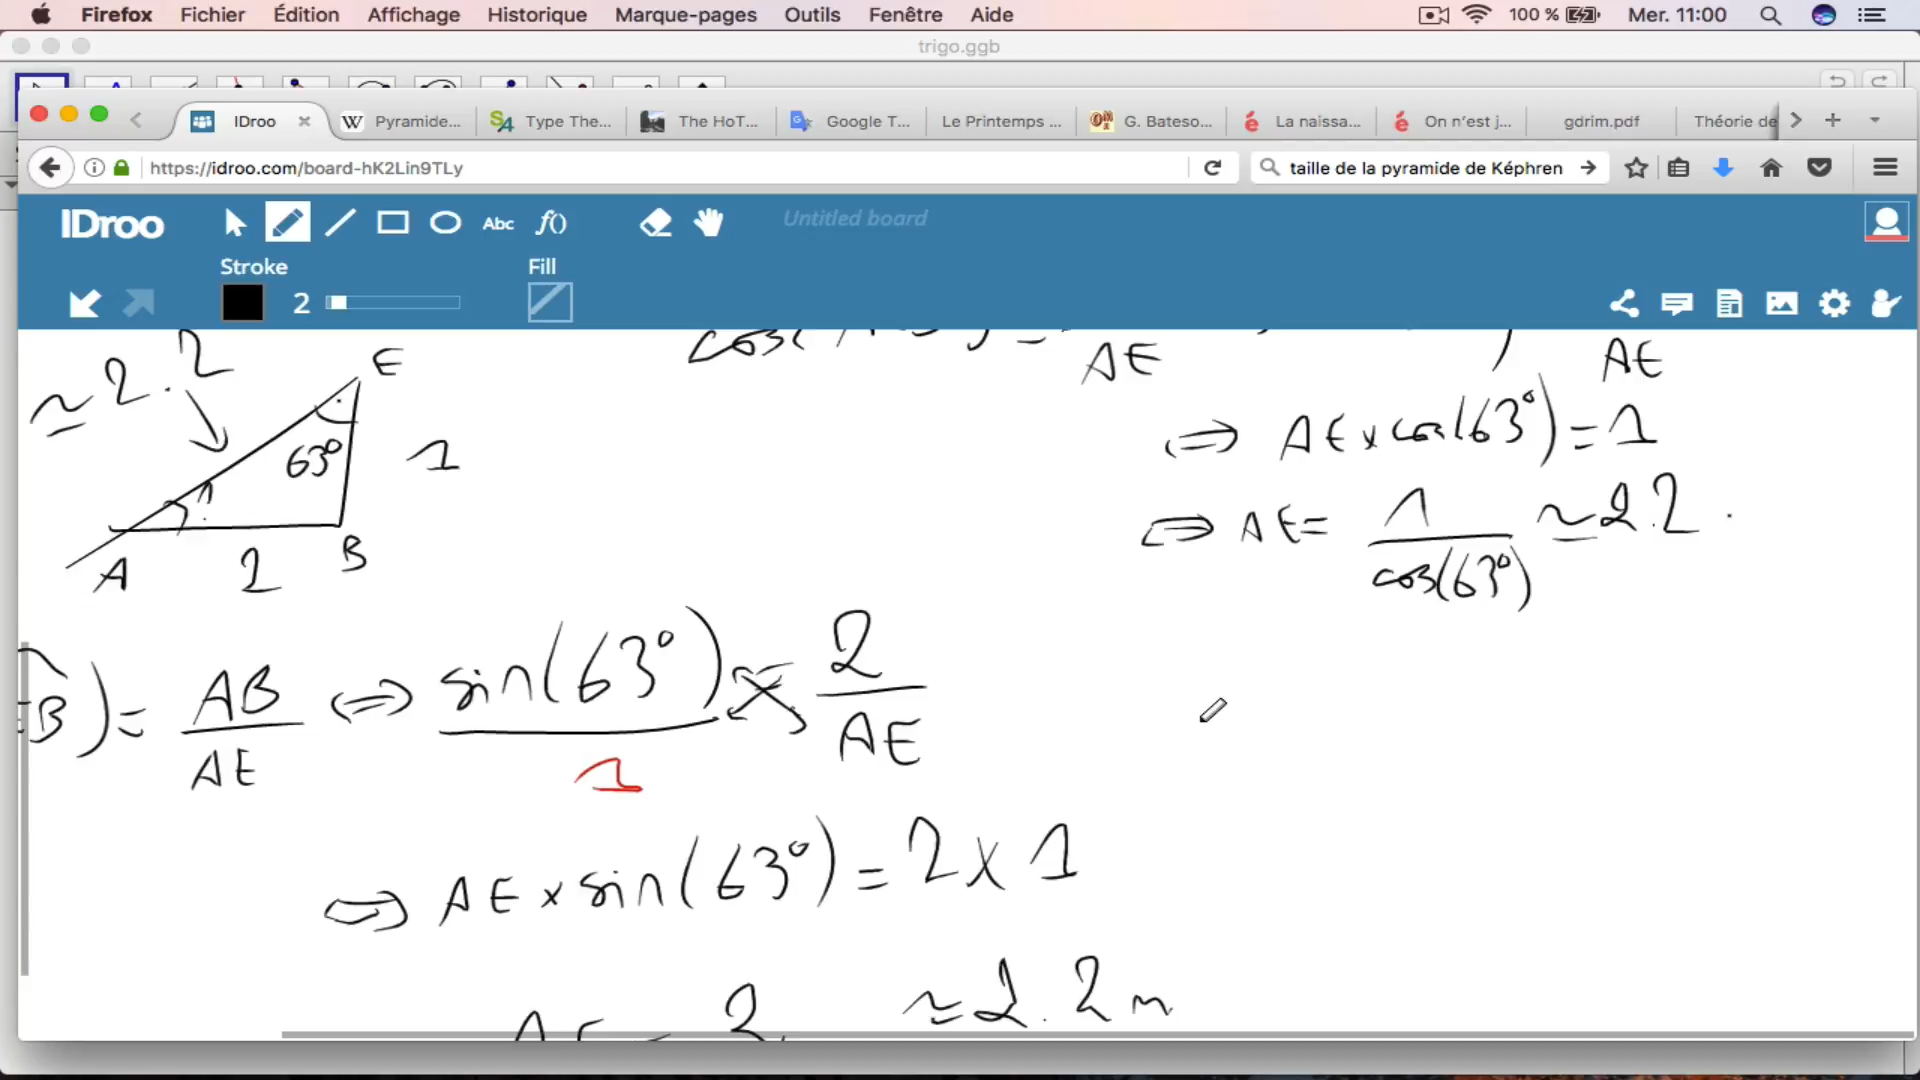 Firefox Fichier Édition Affichage Historique Marque-pages Outils Fenêtre Aide 100 % Mer. 11:00
trigo.ggb
IDroo Pyramide... Type The... The HoT... Google T... Le Printemps ... G. Bateso... La naissa... On n'est j... gdrim.pdf Théorie de
https://idroo.com/board-hK2Lin9TLy taille de la pyramide de Képhren
IDroo Abc f() Untitled board
Stroke Fill
2
≃ 2.2 E
AE AE
63° 1
⇔ AE x cos(63°) = 1
?
⇔ AE = 1/cos(63°) ≃ 2.2.
A 2 B
B) = AB/AE ⇔ sin(63°)/1 = 2/AE
⇔ AE x sin(63°) = 2 x 1
≃ 2.2 m